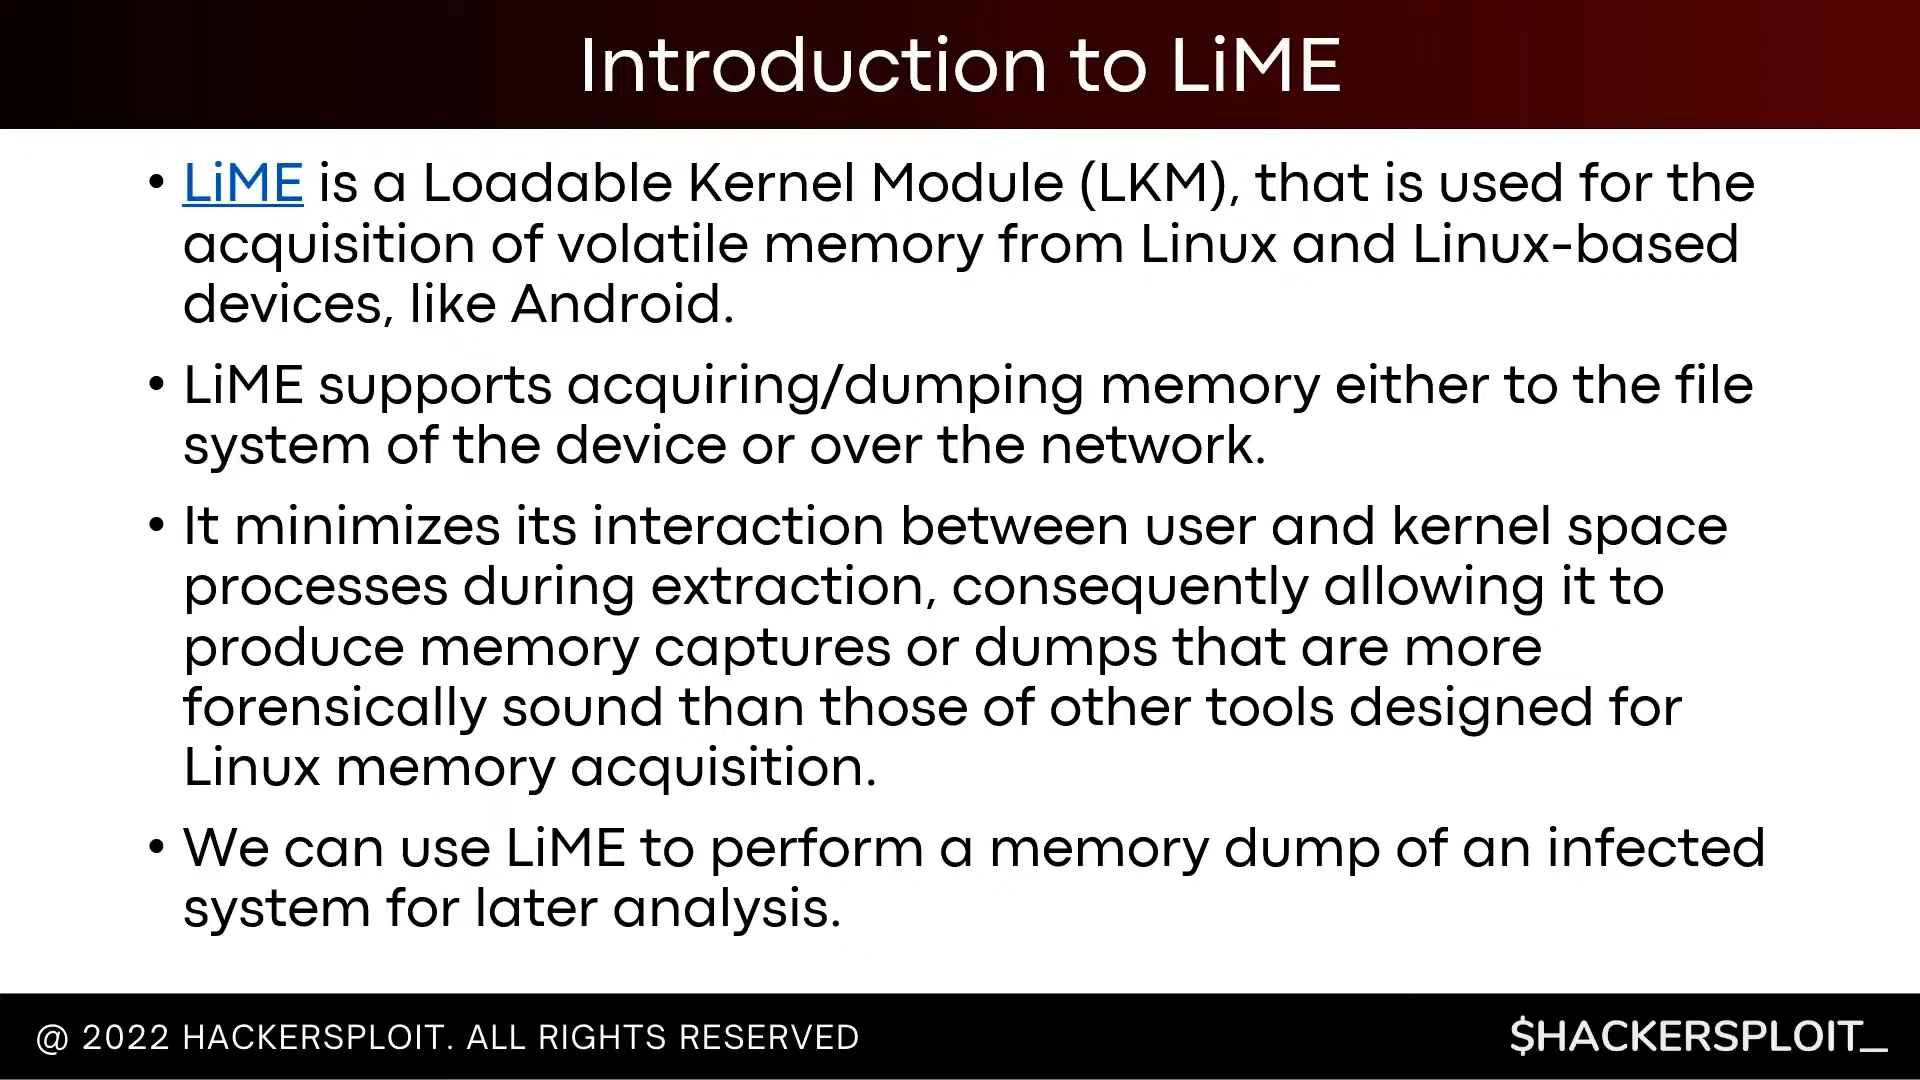 Introduction to LiME
• LiME is a Loadable Kernel Module (LKM), that is used for the
acquisition of volatile memory from Linux and Linux-based
devices, like Android.
• LiME supports acquiring/dumping memory either to the file
system of the device or over the network.
• It minimizes its interaction between user and kernel space
processes during extraction, consequently allowing it to
produce memory captures or dumps that are more
forensically sound than those of other tools designed for
Linux memory acquisition.
• We can use LiME to perform a memory dump of an infected
system for later analysis.
@ 2022 HACKERSPLOIT. ALL RIGHTS RESERVED
$HACKERSPLOIT_